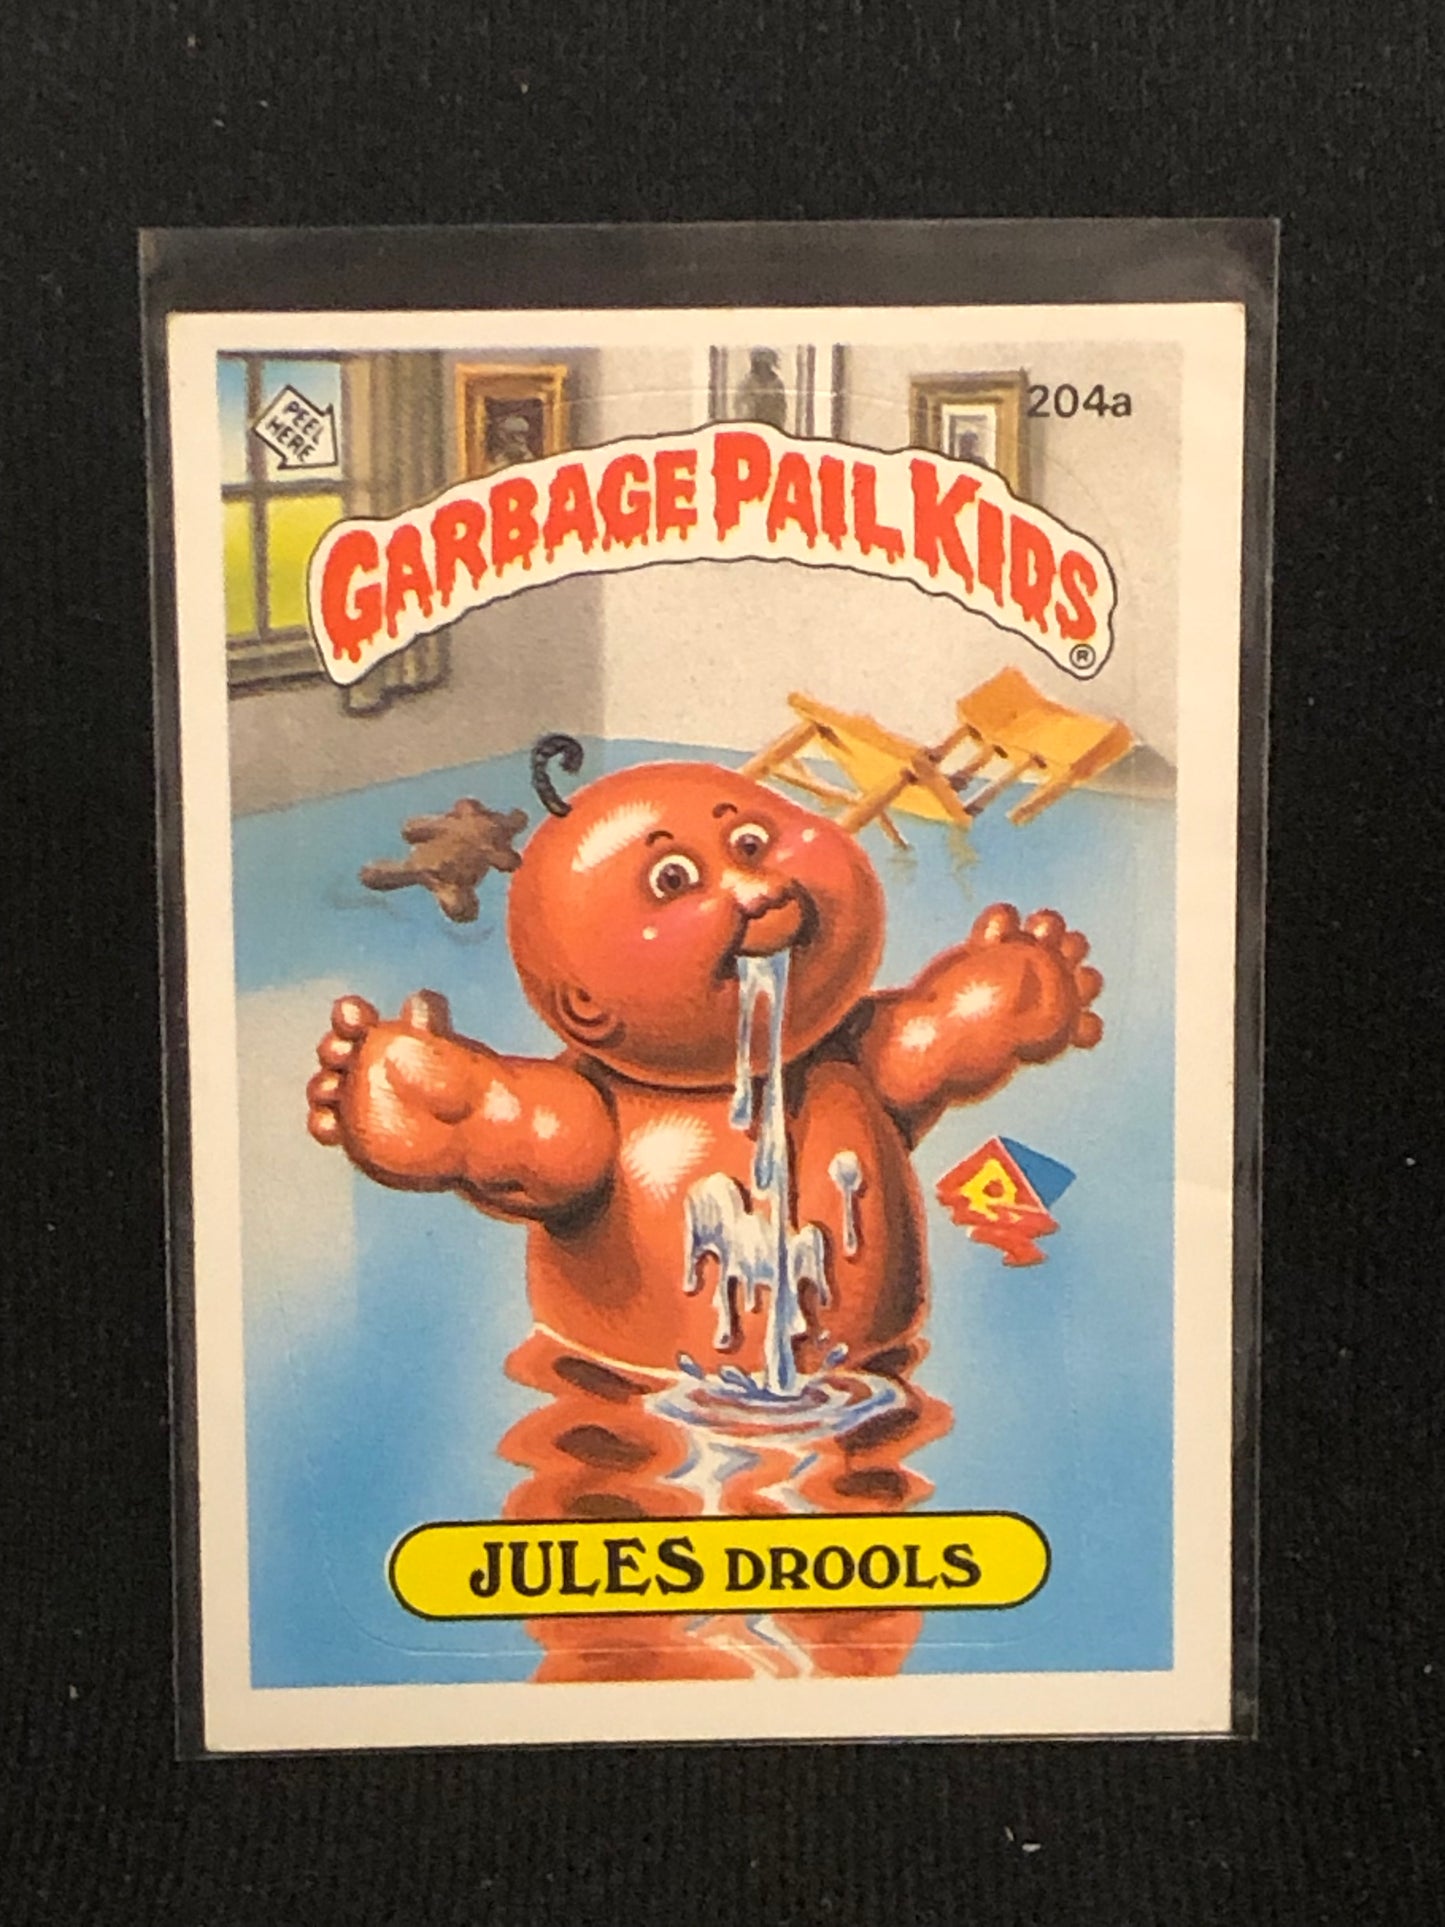 PEEL
HERE
204a
GARBAGE PAIL KIDS
®
R
JULES DROOLS